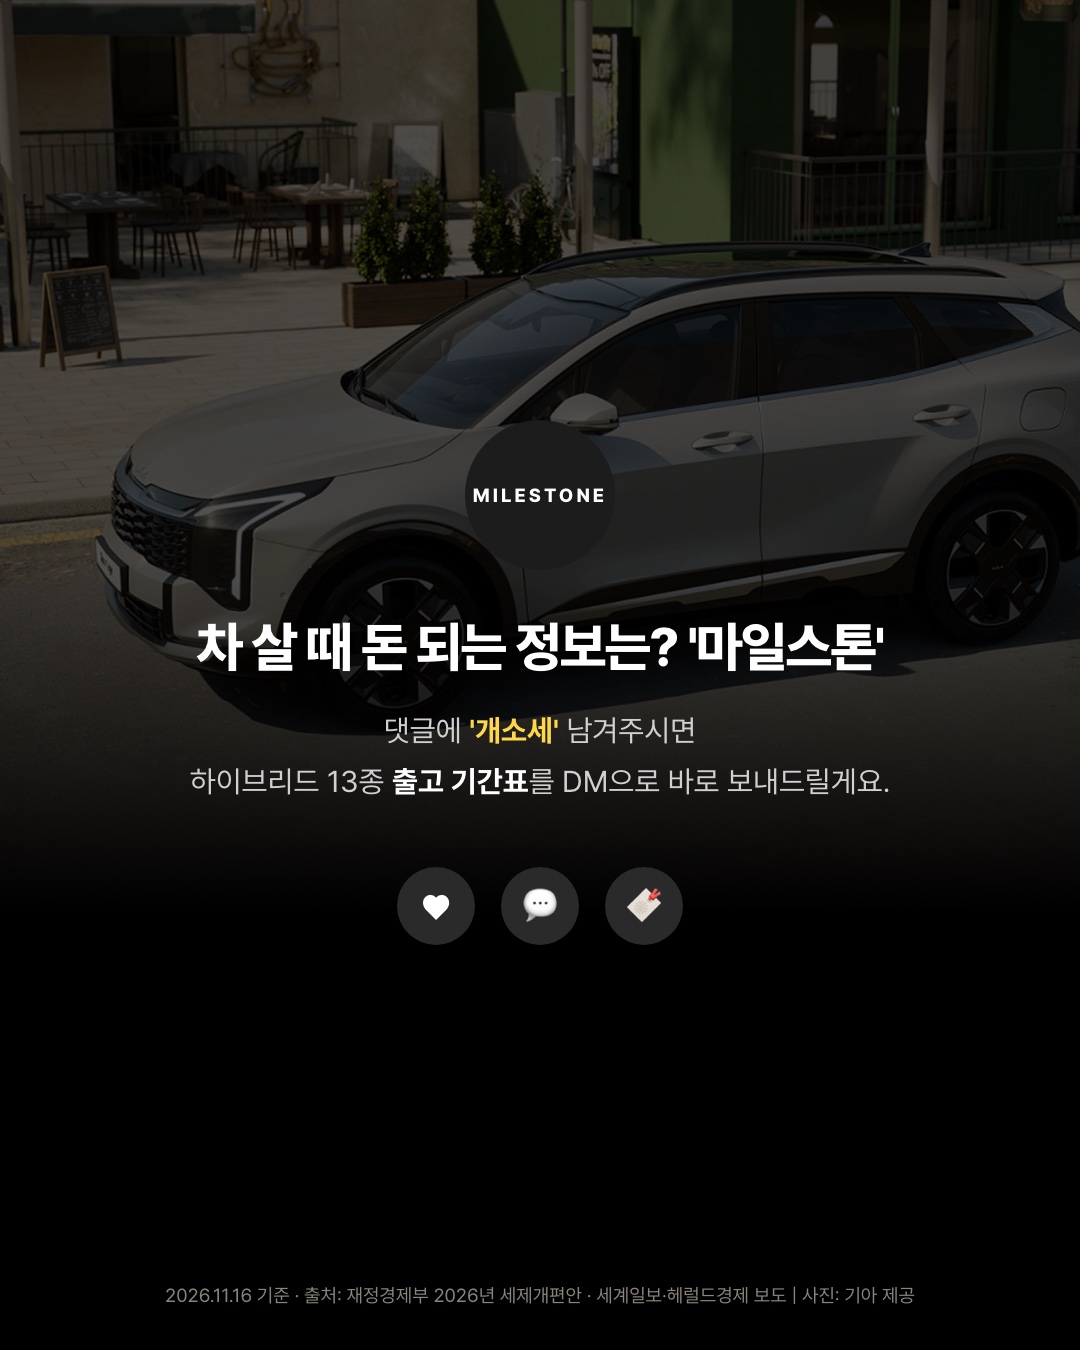 MILESTONE
차 살 때 돈 되는 정보는? '마일스톤'
댓글에 '개소세' 남겨주시면
하이브리드 13종 출고 기간표를 DM으로 바로 보내드릴게요.
2026.11.16 기준 · 출처: 재정경제부 2026년 세제개편안 · 세계일보·헤럴드경제 보도 | 사진: 기아 제공